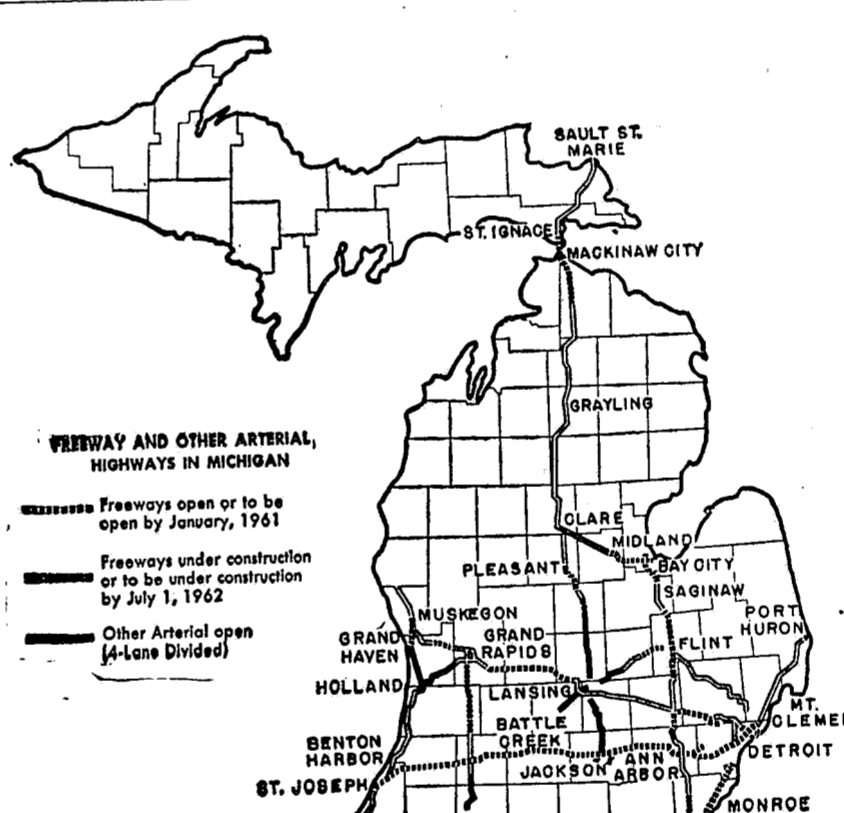 SAULT ST.
MARIE
ST. IGNACE
MACKINAW CITY
GRAYLING
FREEWAY AND OTHER ARTERIAL,
HIGHWAYS IN MICHIGAN
Freeways open or to be
open by January, 1961
Freeways under construction
or to be under construction
by July 1, 1962
Other Arterial open
(4-Lane Divided)
CLARE
MIDLAND
PLEASANT
BAY CITY
SAGINAW
MUSKEGON
PORT
HURON
GRAND
HAVEN
GRAND
RAPIDS
FLINT
HOLLAND
LANSING
MT.
CLEME
BATTLE
CREEK
BENTON
HARBOR
DETROIT
JACKSON
ANN
ARBOR
ST. JOSEPH
MONROE